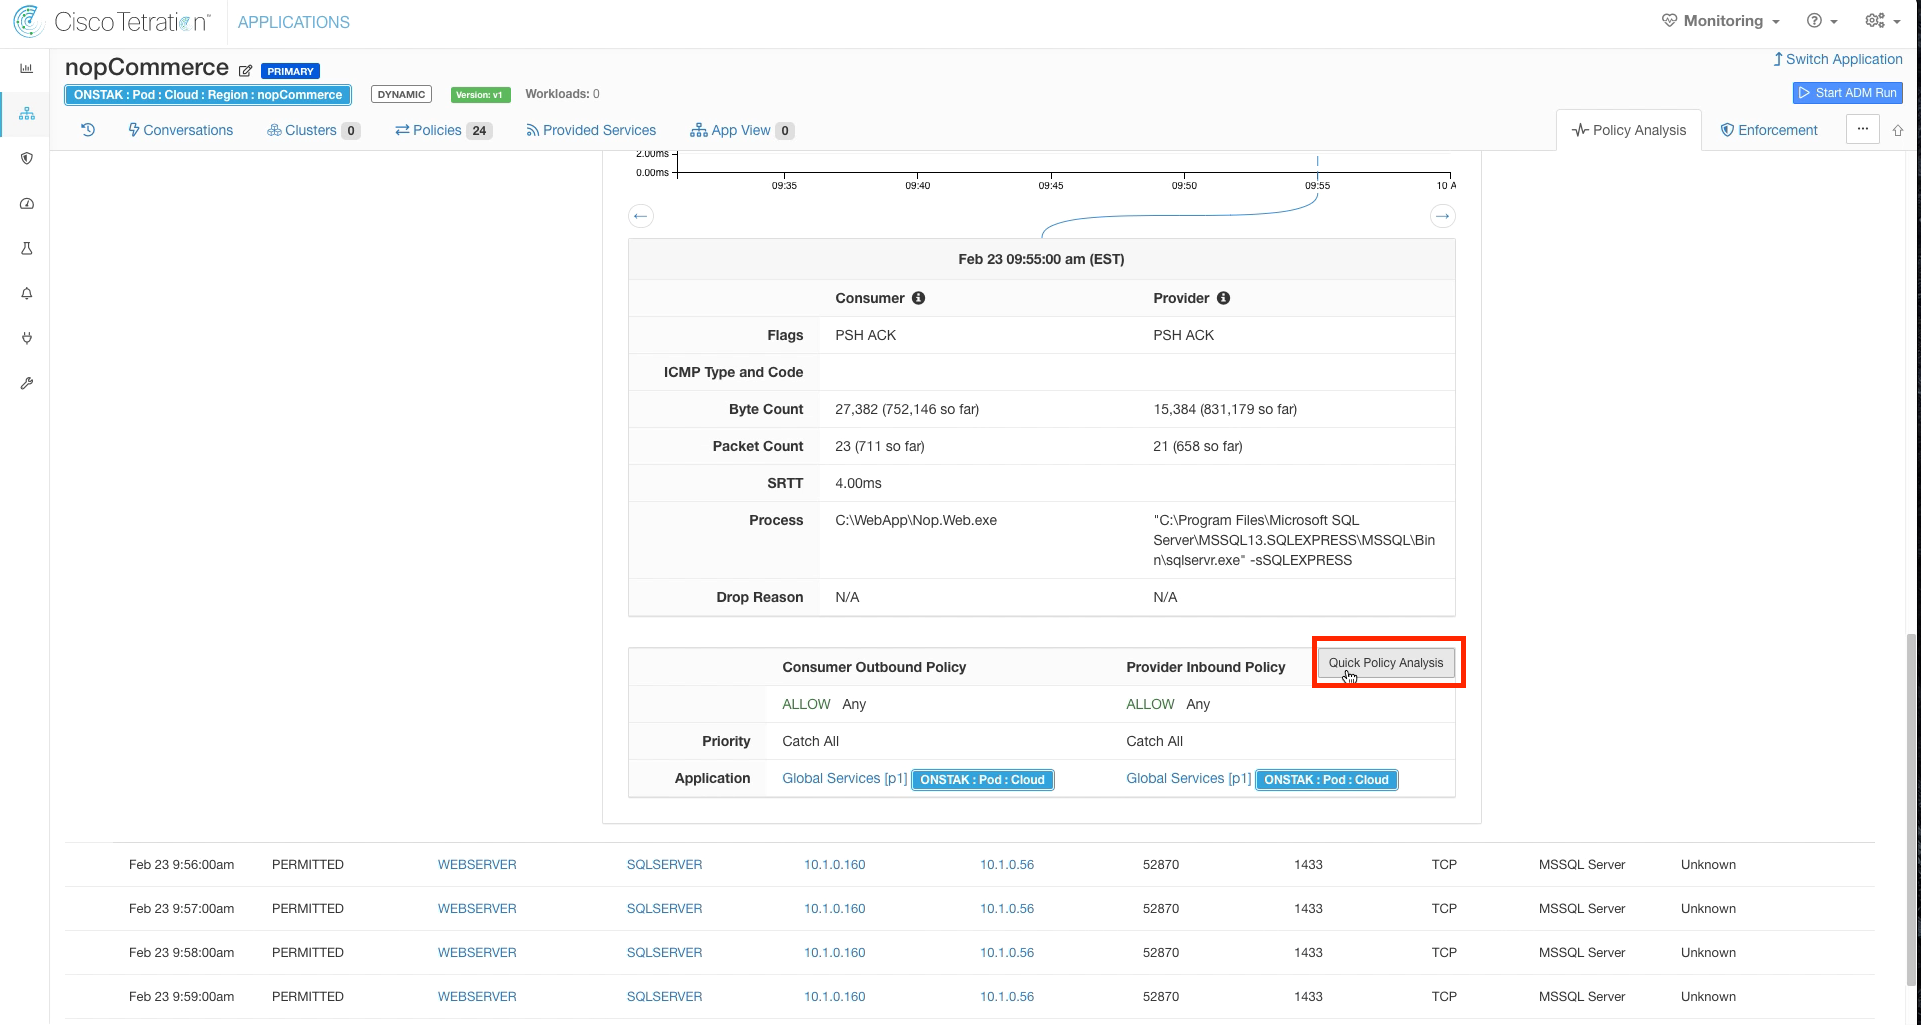 Cisco Tetration™ APPLICATIONS Monitoring
nopCommerce PRIMARY Switch Application
ONSTAK : Pod : Cloud : Region : nopCommerce DYNAMIC Version: v1 Workloads: 0 Start ADM Run
Conversations Clusters 0 Policies 24 Provided Services App View 0 Policy Analysis Enforcement ...
2.00ms
0.00ms
09:35 09:40 09:45 09:50 09:55 10 A
Feb 23 09:55:00 am (EST)
Consumer Provider
Flags PSH ACK PSH ACK
ICMP Type and Code
Byte Count 27,382 (752,146 so far) 15,384 (831,179 so far)
Packet Count 23 (711 so far) 21 (658 so far)
SRTT 4.00ms
Process C:\WebApp\Nop.Web.exe "C:\Program Files\Microsoft SQL
Server\MSSQL13.SQLEXPRESS\MSSQL\Bin
n\sqlservr.exe" -sSQLEXPRESS
Drop Reason N/A N/A
Consumer Outbound Policy Provider Inbound Policy Quick Policy Analysis
ALLOW Any ALLOW Any
Priority Catch All Catch All
Application Global Services [p1] ONSTAK : Pod : Cloud Global Services [p1] ONSTAK : Pod : Cloud
Feb 23 9:56:00am PERMITTED WEBSERVER SQLSERVER 10.1.0.160 10.1.0.56 52870 1433 TCP MSSQL Server Unknown
Feb 23 9:57:00am PERMITTED WEBSERVER SQLSERVER 10.1.0.160 10.1.0.56 52870 1433 TCP MSSQL Server Unknown
Feb 23 9:58:00am PERMITTED WEBSERVER SQLSERVER 10.1.0.160 10.1.0.56 52870 1433 TCP MSSQL Server Unknown
Feb 23 9:59:00am PERMITTED WEBSERVER SQLSERVER 10.1.0.160 10.1.0.56 52870 1433 TCP MSSQL Server Unknown